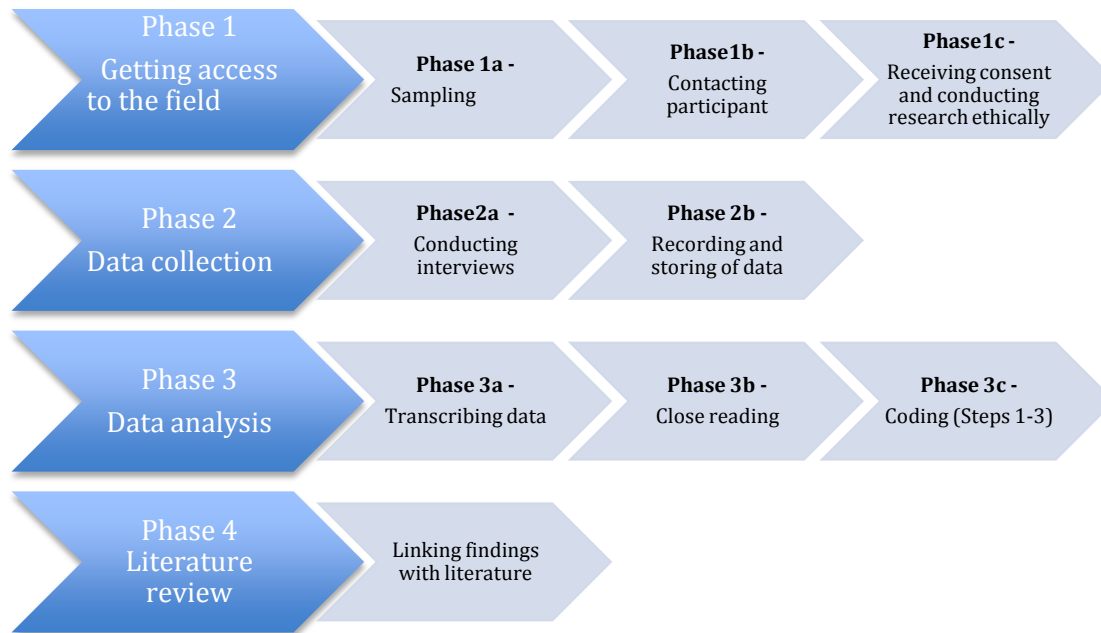 Phase 1
Getting access
to the field
Phase 1a -
Sampling
Phase1b -
Contacting
participant
Phase1c -
Receiving consent
and conducting
research ethically
Phase 2
Data collection
Phase2a -
Conducting
interviews
Phase 2b -
Recording and
storing of data
Phase 3
Data analysis
Phase 3a -
Transcribing data
Phase 3b -
Close reading
Phase 3c -
Coding (Steps 1-3)
Phase 4
Literature
review
Linking findings
with literature